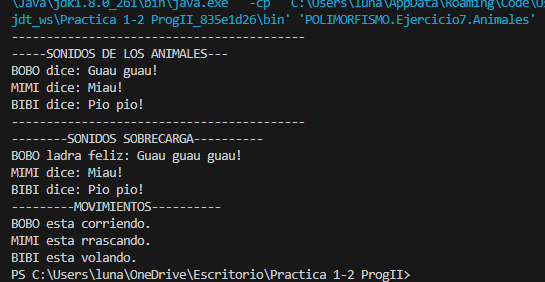 \Java\jdk1.8.0_261\bin\java.exe'  '-cp'  'C:\Users\luna\AppData\Roaming\Code\Us
jdt_ws\Practica 1-2 ProgII_835e1d26\bin' 'POLIMORFISMO.Ejercicio7.Animales'
------------------------------------------
-----SONIDOS DE LOS ANIMALES---
BOBO dice: Guau guau!
MIMI dice: Miau!
BIBI dice: Pio pio!
------------------------------------------
--------SONIDOS SOBRECARGA----------
BOBO ladra feliz: Guau guau guau!
MIMI dice: Miau!
BIBI dice: Pio pio!
---------MOVIMIENTOS----------
BOBO esta corriendo.
MIMI esta rrascando.
BIBI esta volando.
PS C:\Users\luna\OneDrive\Escritorio\Practica 1-2 ProgII>